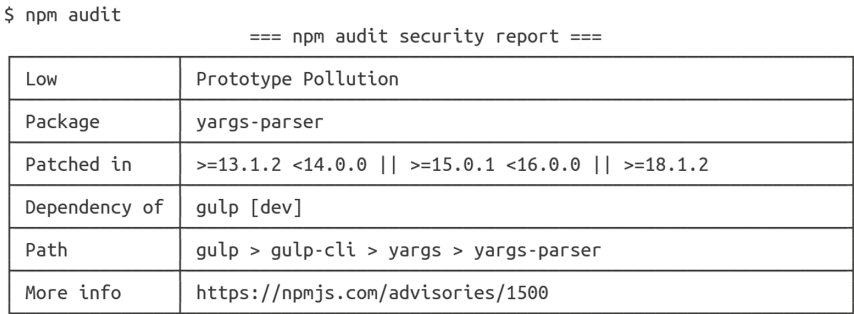 $ npm audit
=== npm audit security report ===
Low Prototype Pollution
Package yargs-parser
Patched in >=13.1.2 <14.0.0 || >=15.0.1 <16.0.0 || >=18.1.2
Dependency of gulp [dev]
Path gulp > gulp-cli > yargs > yargs-parser
More info https://npmjs.com/advisories/1500